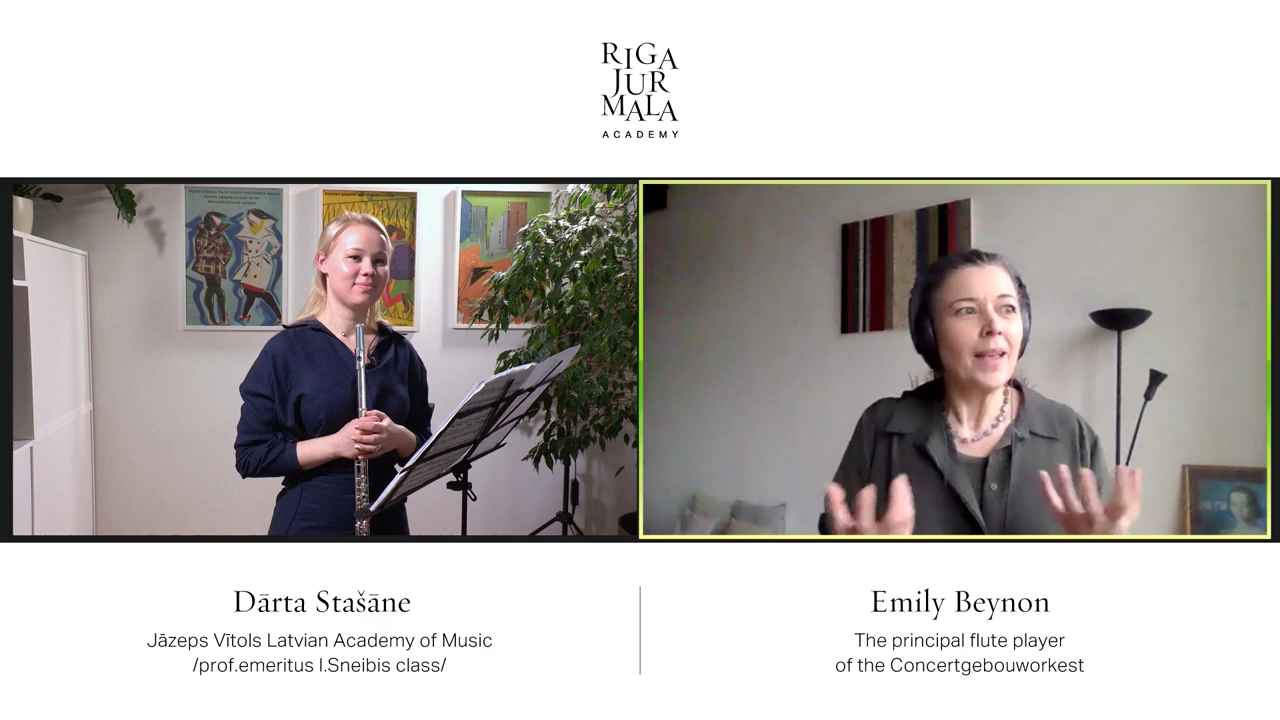 RIGA
JUR
MALA
ACADEMY
Dārta Stašāne
Jāzeps Vītols Latvian Academy of Music
/prof.emeritus I.Sneibis class/
Emily Beynon
The principal flute player
of the Concertgebouworkest